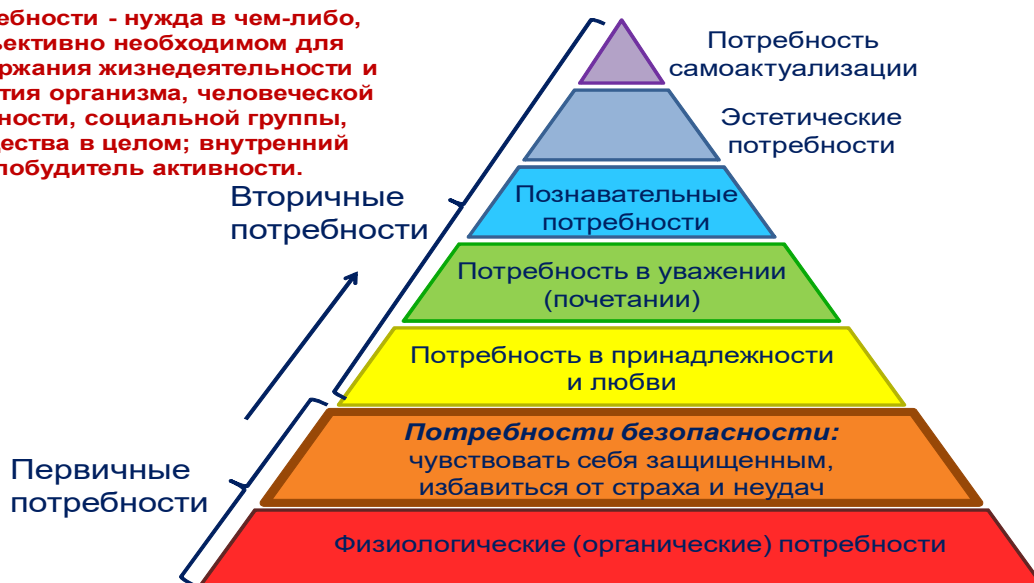 ебности - нужда в чем-либо,
ективно необходимом для
ержания жизнедеятельности и
тия организма, человеческой
ности, социальной группы,
ества в целом; внутренний
побудитель активности.
Потребность
самоактуализации
Эстетические
потребности
Вторичные
потребности
Познавательные
потребности
Потребность в уважении
(почетании)
Потребность в принадлежности
и любви
Первичные
потребности
Потребности безопасности:
чувствовать себя защищенным,
избавиться от страха и неудач
Физиологические (органические) потребности